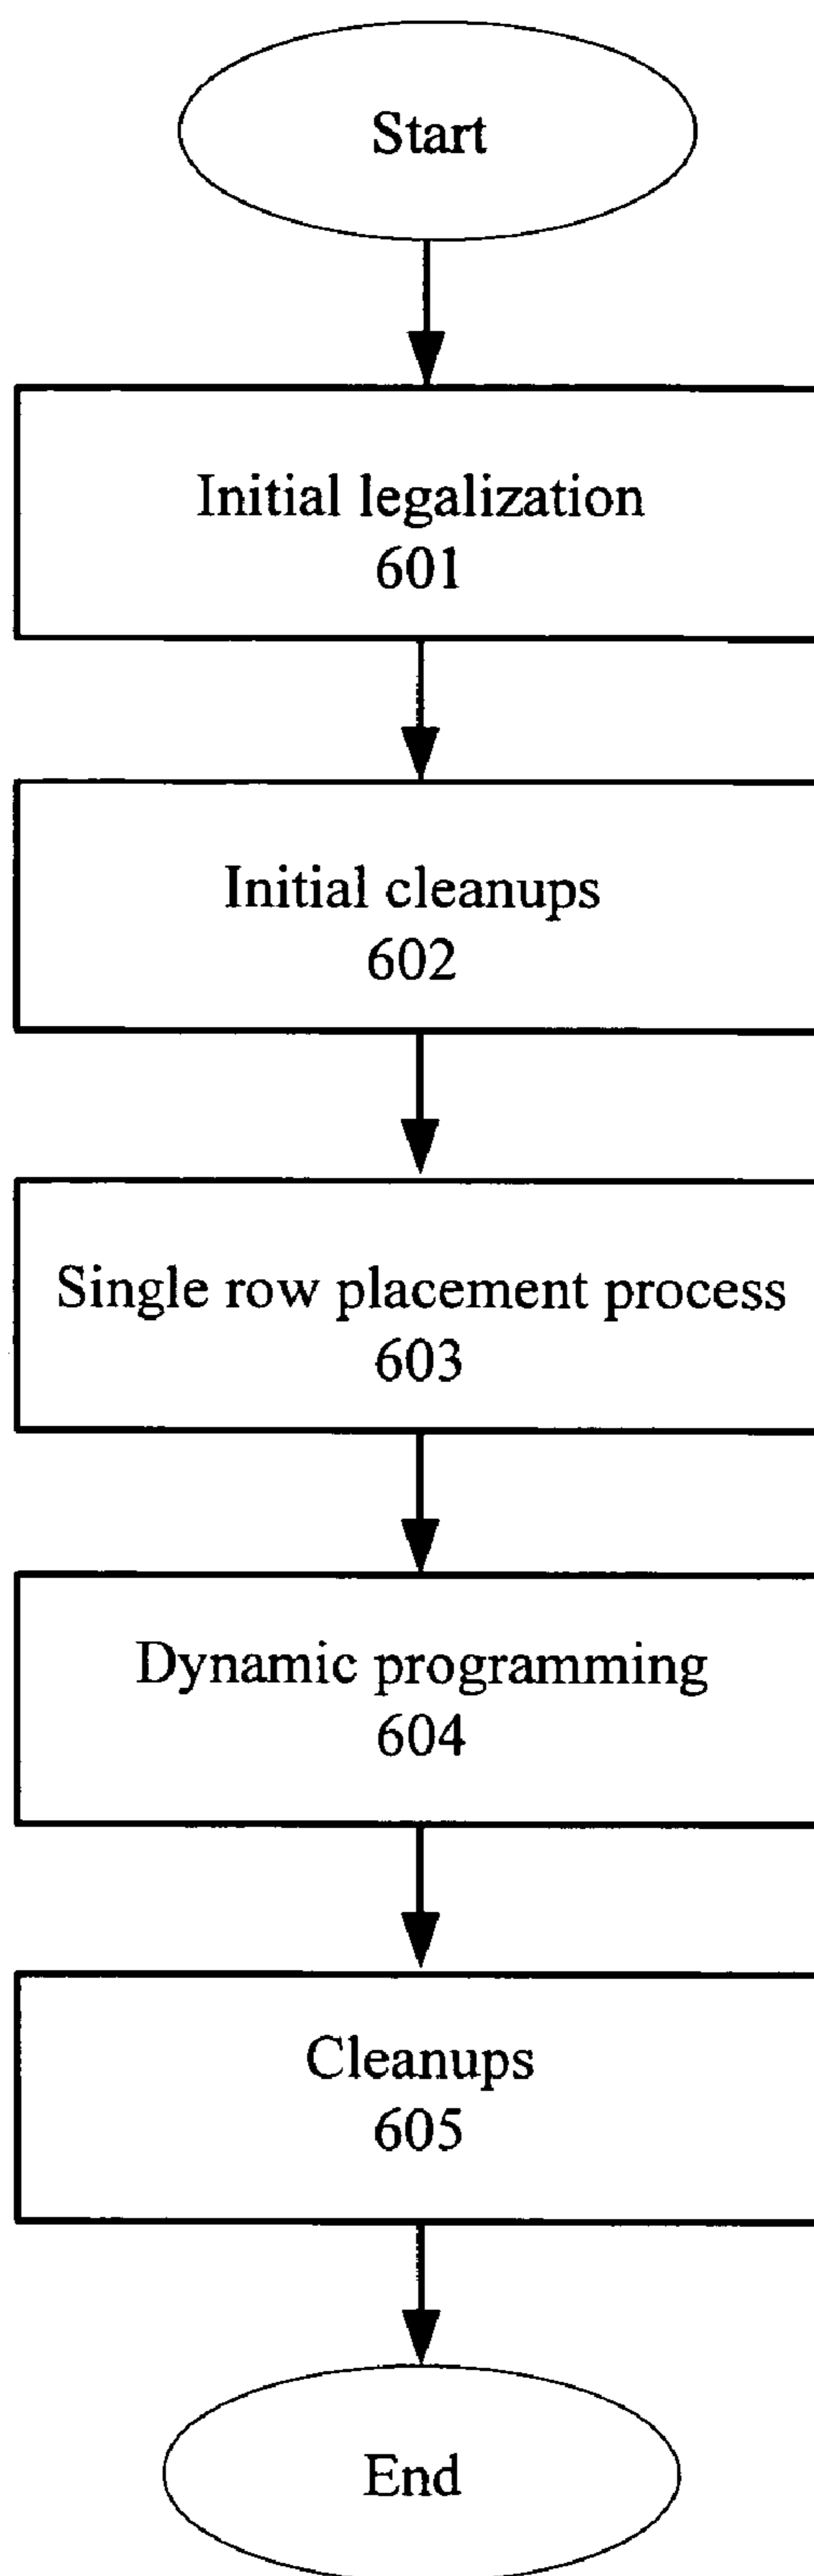 Start
Initial legalization
601
Initial cleanups
602
Single row placement process
603
Dynamic programming
604
Cleanups
605
End